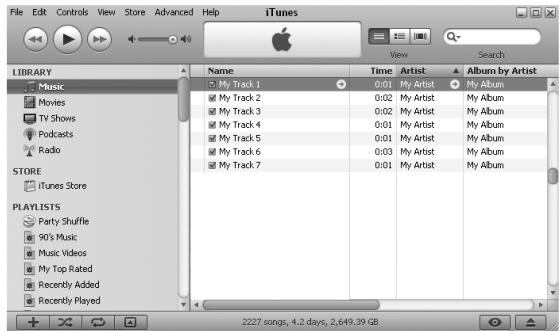 File Edit Controls View Store Advanced Help iTunes
View Search
LIBRARY
Music
Movies
TV Shows
Podcasts
Radio
STORE
iTunes Store
PLAYLISTS
Party Shuffle
90's Music
Music Videos
My Top Rated
Recently Added
Recently Played
Name Time Artist Album by Artist
My Track 1 0:01 My Artist My Album
My Track 2 0:02 My Artist My Album
My Track 3 0:02 My Artist My Album
My Track 4 0:01 My Artist My Album
My Track 5 0:01 My Artist My Album
My Track 6 0:03 My Artist My Album
My Track 7 0:01 My Artist My Album
2227 songs, 4.2 days, 2,649.39 GB